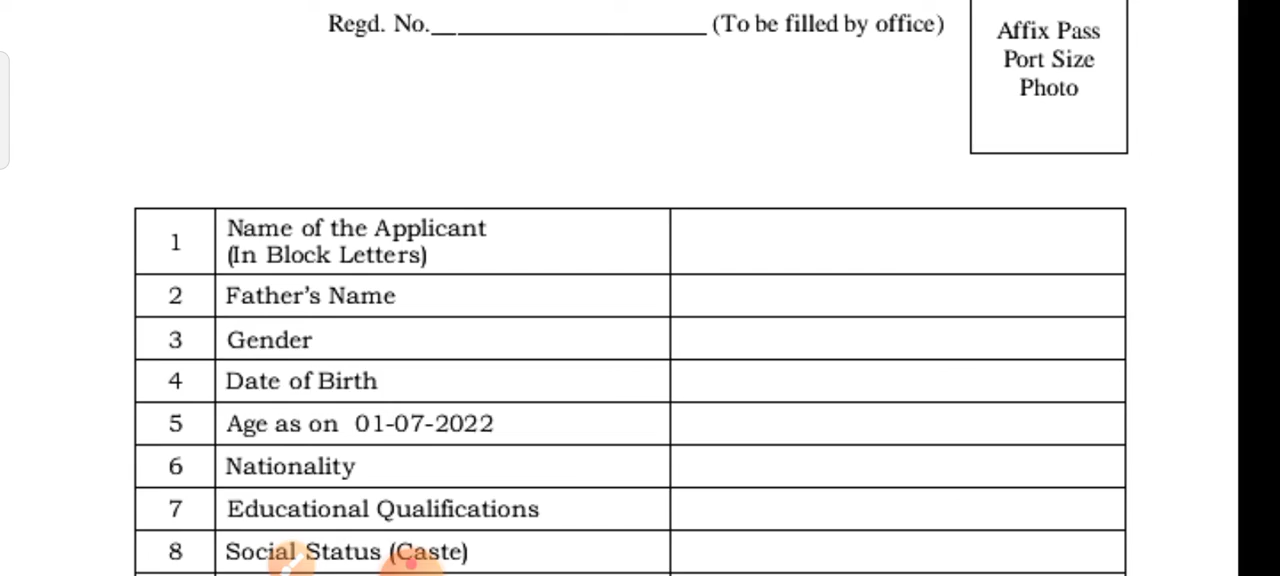 Regd. No.______________________ (To be filled by office)
Affix Pass
Port Size
Photo
1 Name of the Applicant
(In Block Letters)
2 Father's Name
3 Gender
4 Date of Birth
5 Age as on 01-07-2022
6 Nationality
7 Educational Qualifications
8 Social Status (Caste)